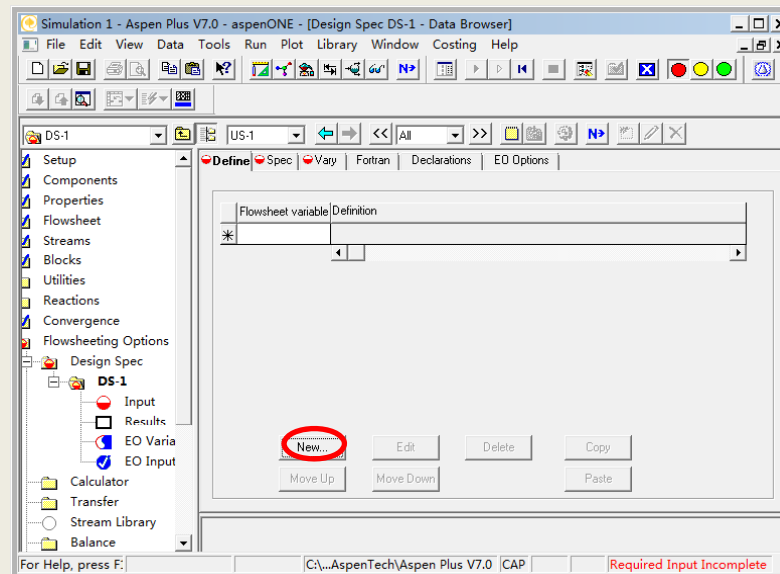 Simulation 1 - Aspen Plus V7.0 - aspenONE - [Design Spec DS-1 - Data Browser]
File Edit View Data Tools Run Plot Library Window Costing Help
N>
DS-1 US-1 << All >> N>
Setup
Components
Properties
Flowsheet
Streams
Blocks
Utilities
Reactions
Convergence
Flowsheeting Options
Design Spec
DS-1
Input
Results
EO Varia
EO Input
Calculator
Transfer
Stream Library
Balance
Define Spec Vary Fortran Declarations EO Options
Flowsheet variable Definition
New... Edit Delete Copy
Move Up Move Down Paste
For Help, press F: C:\...AspenTech\Aspen Plus V7.0 CAP Required Input Incomplete